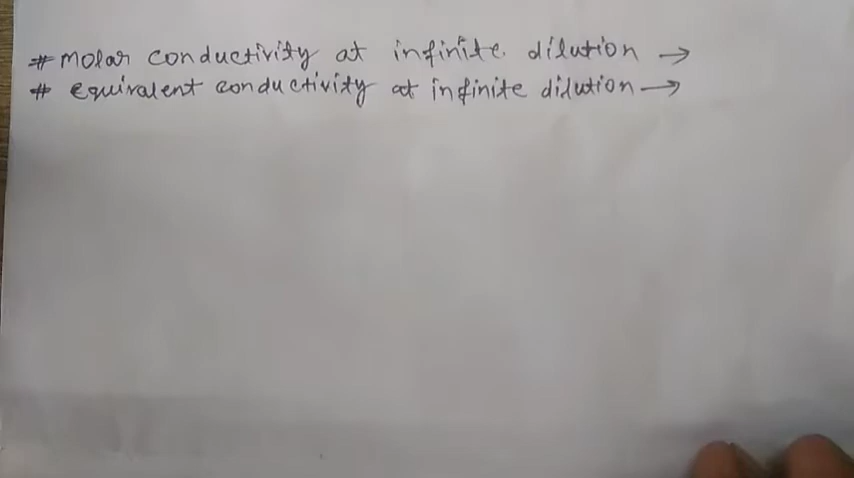 # molar conductivity at infinite dilution →
# equivalent conductivity at infinite dilution →